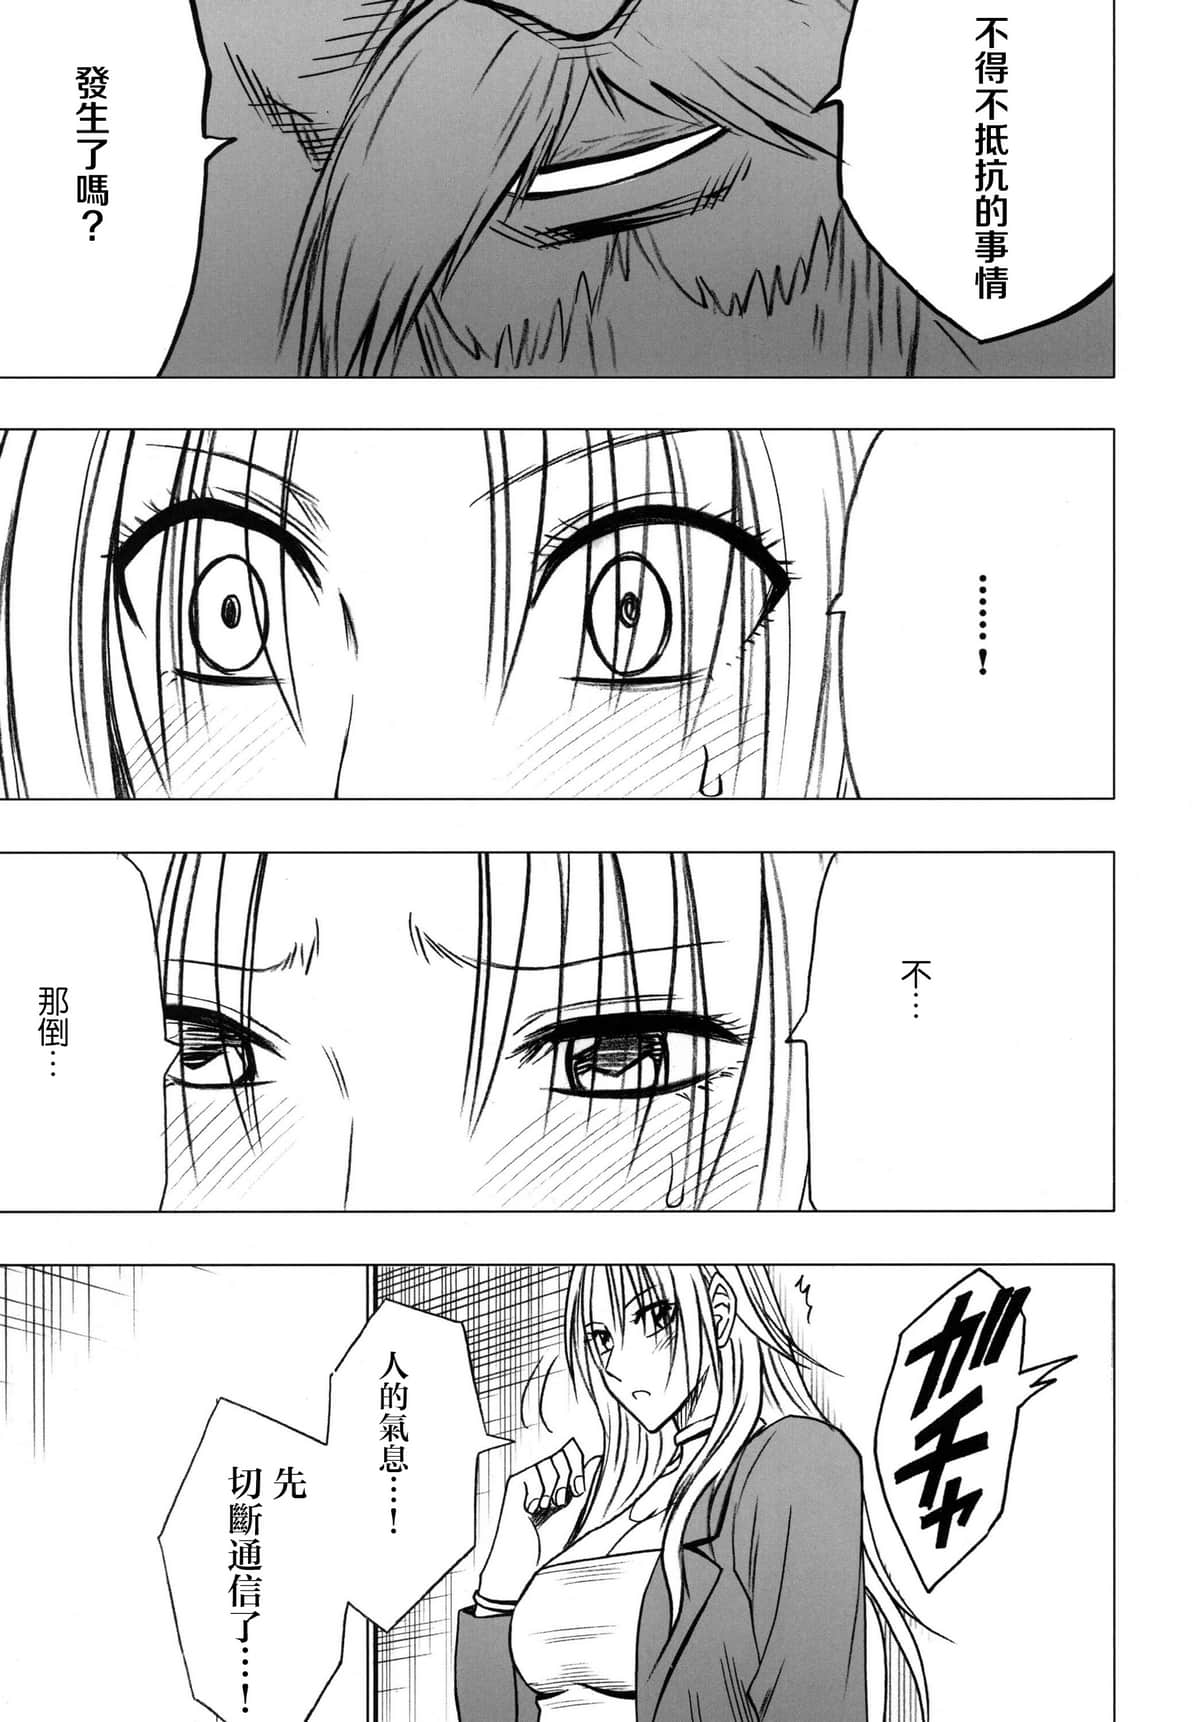 不得不抵抗的事情
發生了嗎？
……！
不…
那倒…
ガチャ
人的氣息…！
先
切斷通信了……！